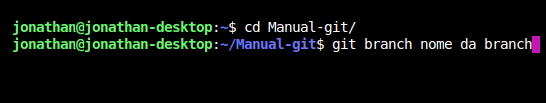 jonathan@jonathan-desktop:~$ cd Manual-git/
jonathan@jonathan-desktop:~/Manual-git$ git branch nome da branch